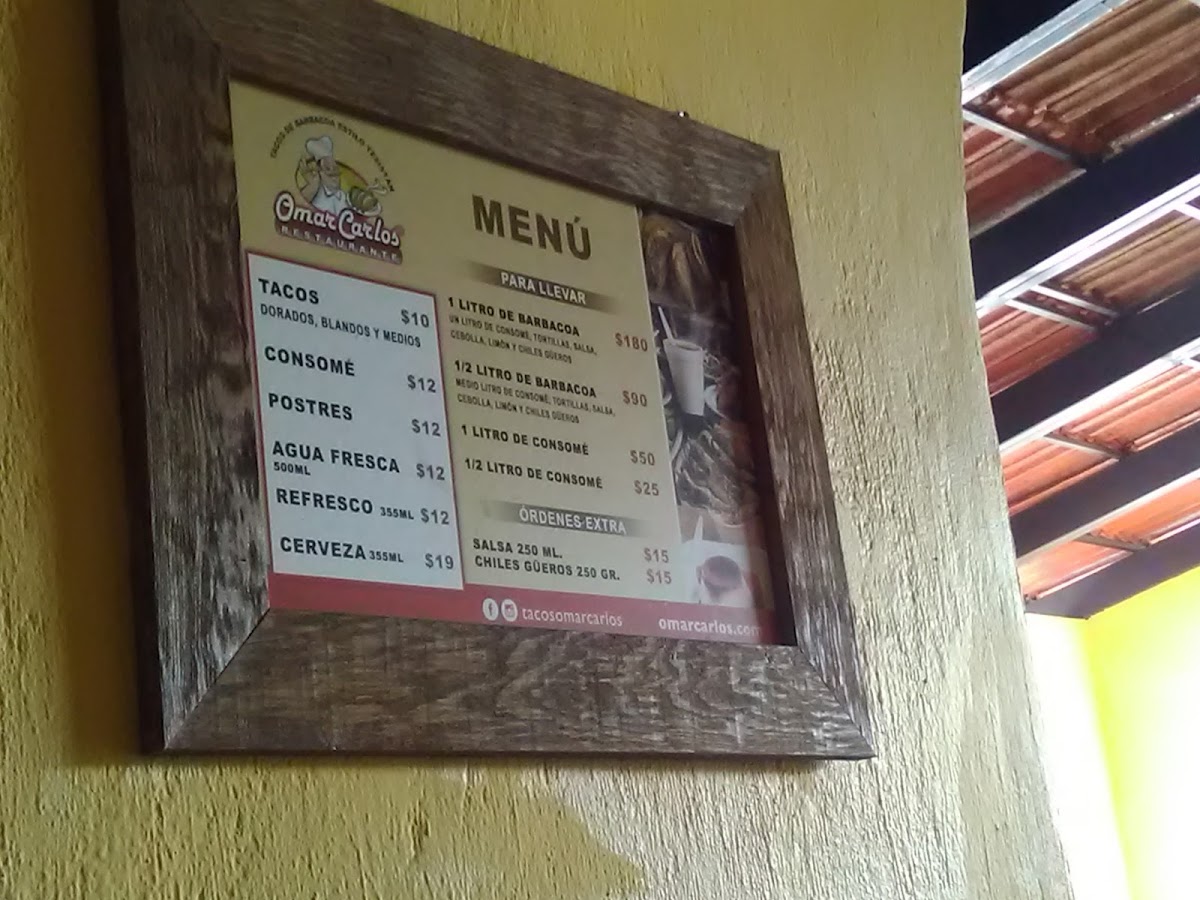 TACOS DE BARBACOA ESTILO
Omar Carlos
RESTAURANTE
MENÚ
TACOS $10
DORADOS, BLANDOS Y MEDIOS
CONSOMÉ $12
POSTRES $12
AGUA FRESCA $12
500ML
REFRESCO 355ML $12
CERVEZA 355ML $19
PARA LLEVAR
1 LITRO DE BARBACOA $180
UN LITRO DE CONSOMÉ, TORTILLAS, SALSA,
CEBOLLA, LIMÓN Y CHILES GÜEROS
1/2 LITRO DE BARBACOA $90
MEDIO LITRO DE CONSOMÉ, TORTILLAS, SALSA,
CEBOLLA, LIMÓN Y CHILES GÜEROS
1 LITRO DE CONSOMÉ $50
1/2 LITRO DE CONSOMÉ $25
ÓRDENES EXTRA
SALSA 250 ML. $15
CHILES GÜEROS 250 GR. $15
tacosomarcarlos
omarcarlos.com